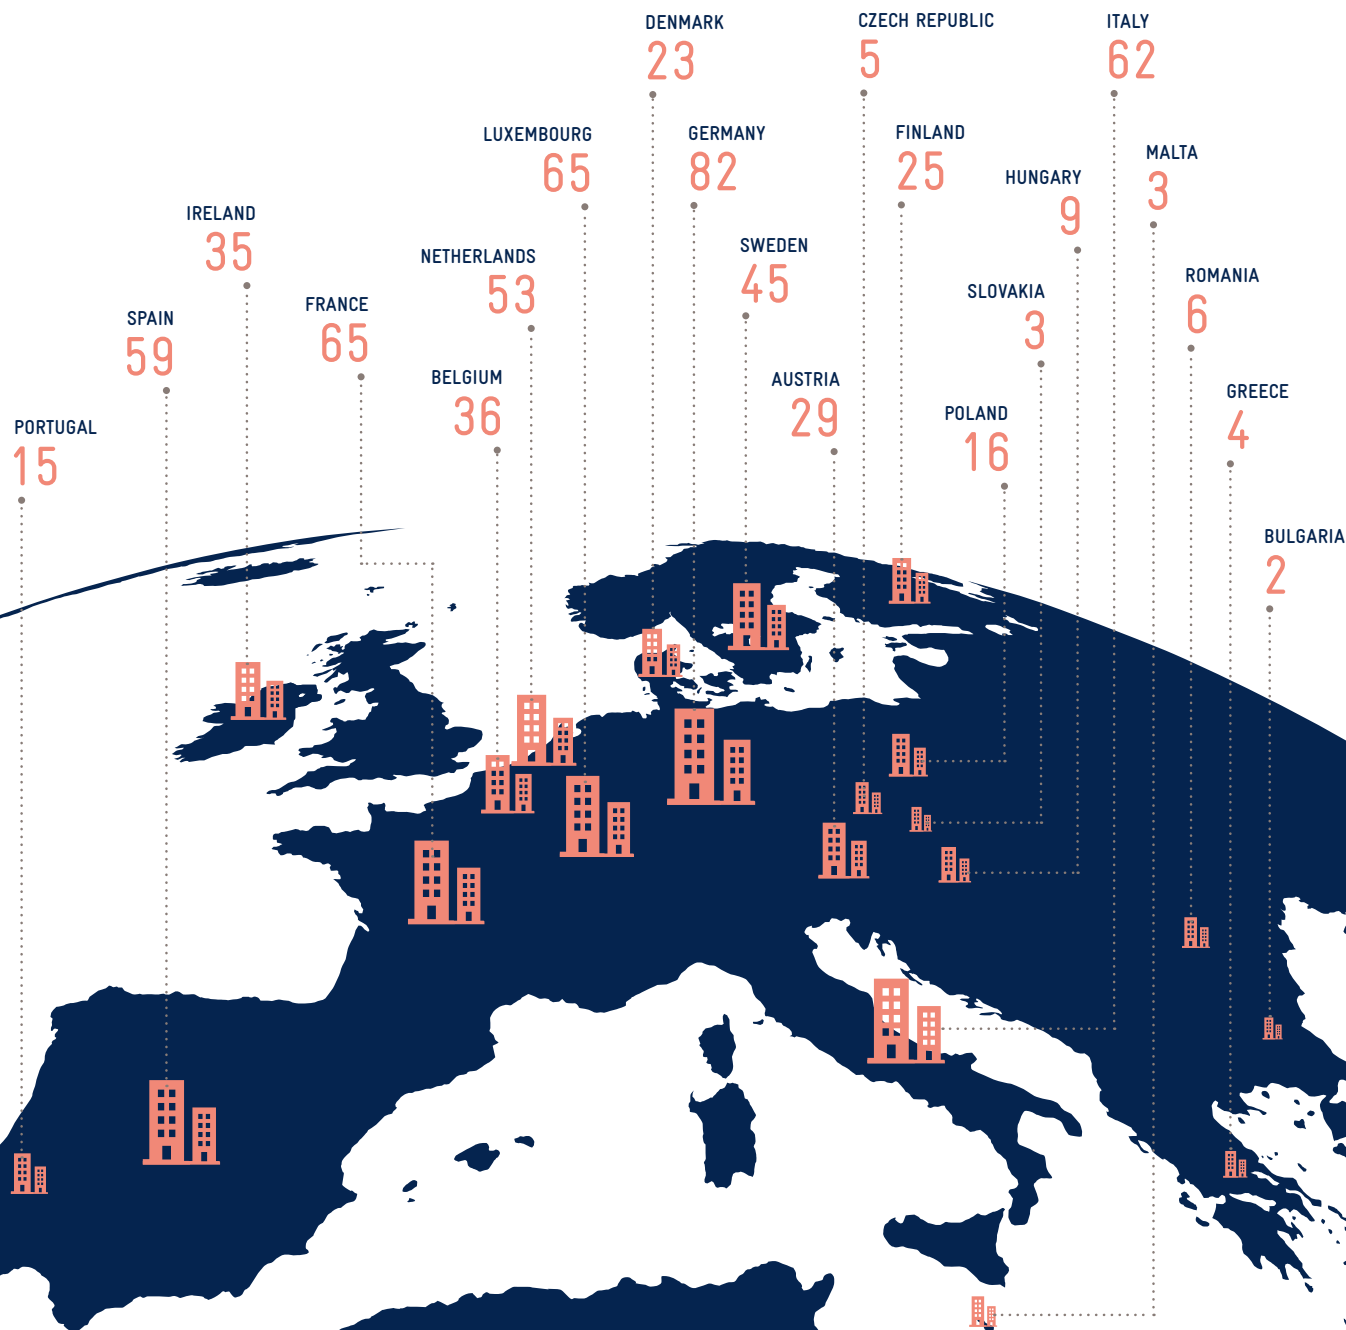 DENMARK
23
CZECH REPUBLIC
5
ITALY
62
LUXEMBOURG
65
GERMANY
82
FINLAND
25
MALTA
3
HUNGARY
9
IRELAND
35
NETHERLANDS
53
SWEDEN
45
ROMANIA
6
SLOVAKIA
3
FRANCE
65
SPAIN
59
BELGIUM
36
AUSTRIA
29
GREECE
4
POLAND
16
PORTUGAL
15
BULGARIA
2